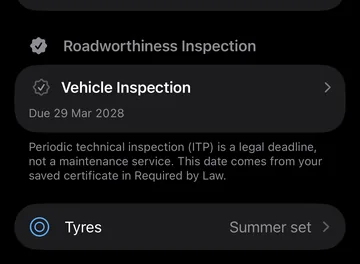 Roadworthiness Inspection
Vehicle Inspection
Due 29 Mar 2028
Periodic technical inspection (ITP) is a legal deadline,
not a maintenance service. This date comes from your
saved certificate in Required by Law.
Tyres
Summer set